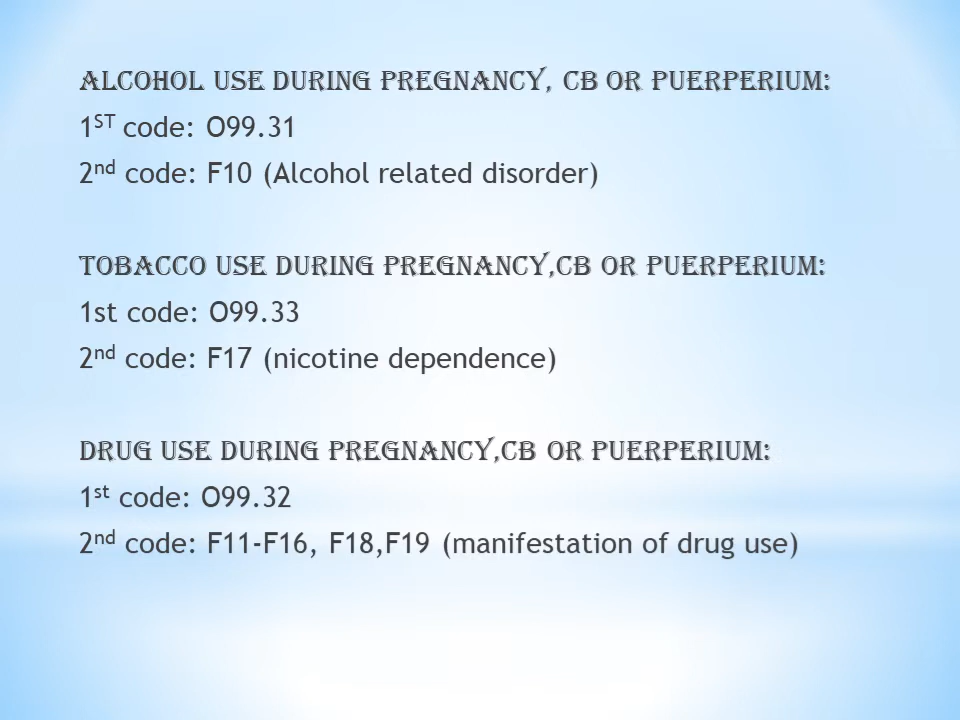 ALCOHOL USE DURING PREGNANCY, CB OR PUERPERIUM:
1ST code: O99.31
2nd code: F10 (Alcohol related disorder)
TOBACCO USE DURING PREGNANCY,CB OR PUERPERIUM:
1st code: O99.33
2nd code: F17 (nicotine dependence)
DRUG USE DURING PREGNANCY,CB OR PUERPERIUM:
1st code: O99.32
2nd code: F11-F16, F18,F19 (manifestation of drug use)